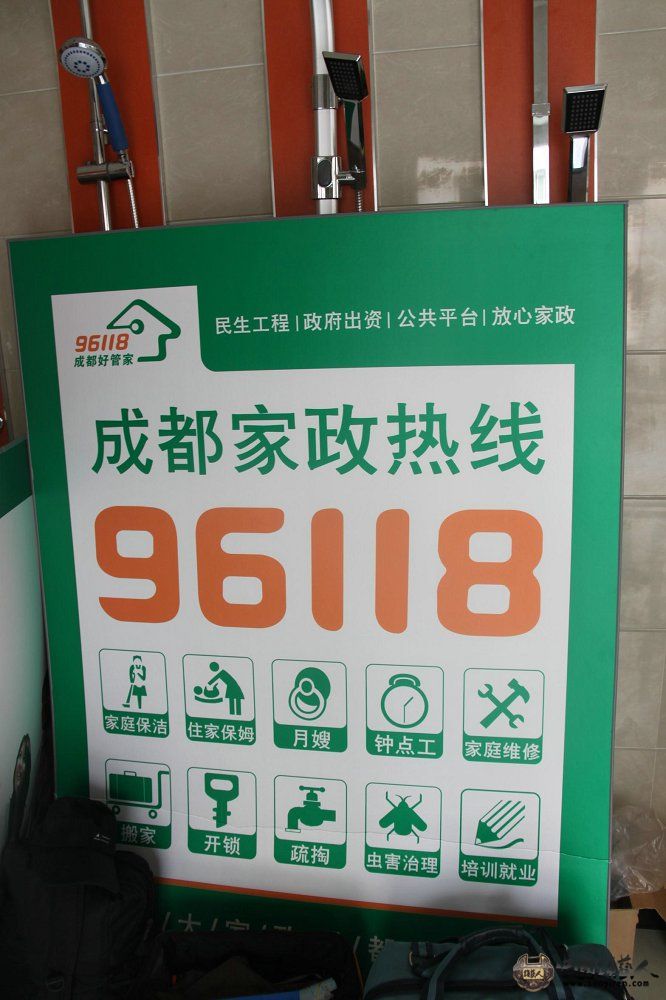 96118
成都好管家
民生工程|政府出资|公共平台|放心家政
成都家政热线
96118
家庭保洁 住家保姆 月嫂 钟点工 家庭维修
搬家 开锁 疏掏 虫害治理 培训就业